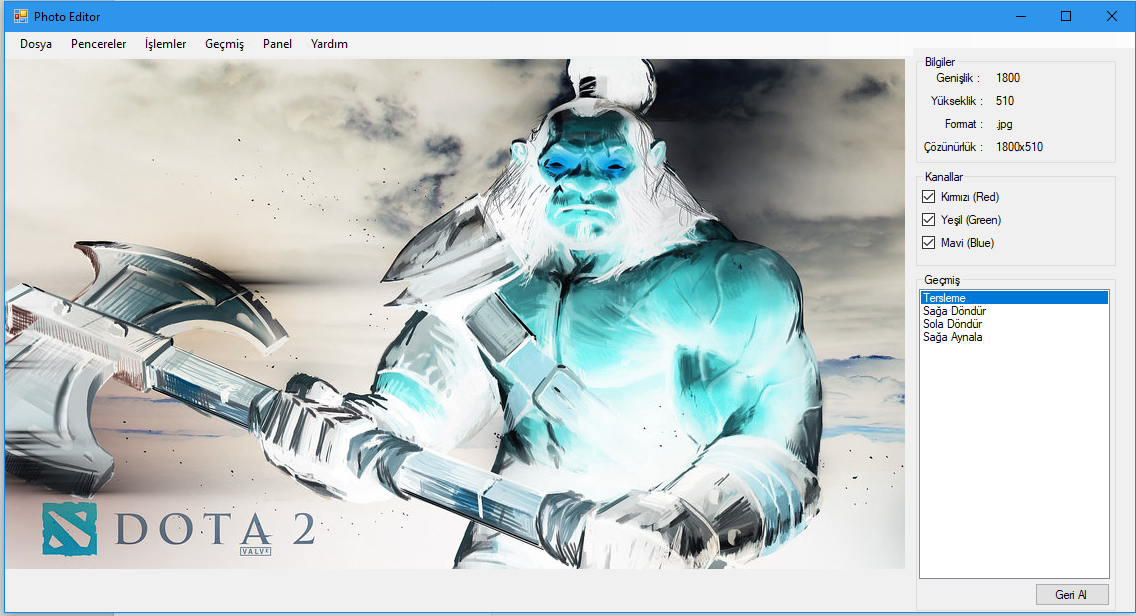 Photo Editor
Dosya Pencereler İşlemler Geçmiş Panel Yardım
Bilgiler
Genişlik : 1800
Yükseklik : 510
Format : .jpg
Çözünürlük : 1800x510
Kanallar
Kırmızı (Red)
Yeşil (Green)
Mavi (Blue)
Geçmiş
Tersleme
Sağa Döndür
Sola Döndür
Sağa Aynala
DOTA 2
VALVE
Geri Al